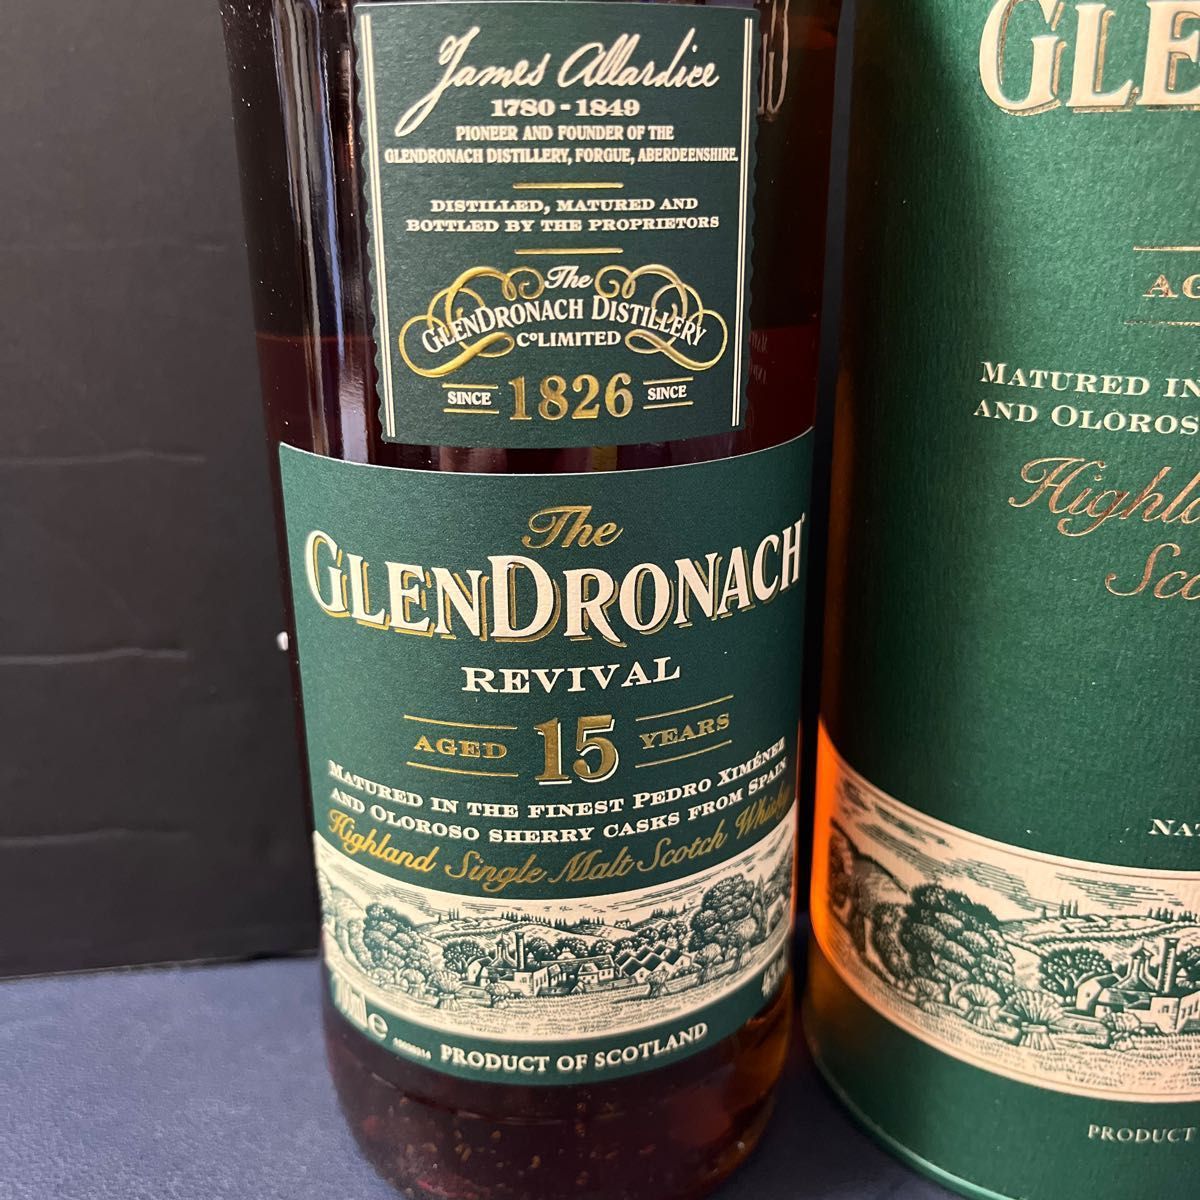 James Allardice
1780 - 1849
PIONEER AND FOUNDER OF THE
GLENDRONACH DISTILLERY, FORGUE, ABERDEENSHIRE.
DISTILLED, MATURED AND
BOTTLED BY THE PROPRIETORS
The
GLENDRONACH DISTILLERY
Co LIMITED
SINCE 1826 SINCE
The
GLENDRONACH
REVIVAL
AGED 15 YEARS
MATURED IN THE FINEST PEDRO XIMÉNEZ
AND OLOROSO SHERRY CASKS FROM SPAIN
Highland Single Malt Scotch Whisky
PRODUCT OF SCOTLAND
GLE
AG
MATURED IN
AND OLOROS
Highl
Sc
NA
PRODUCT